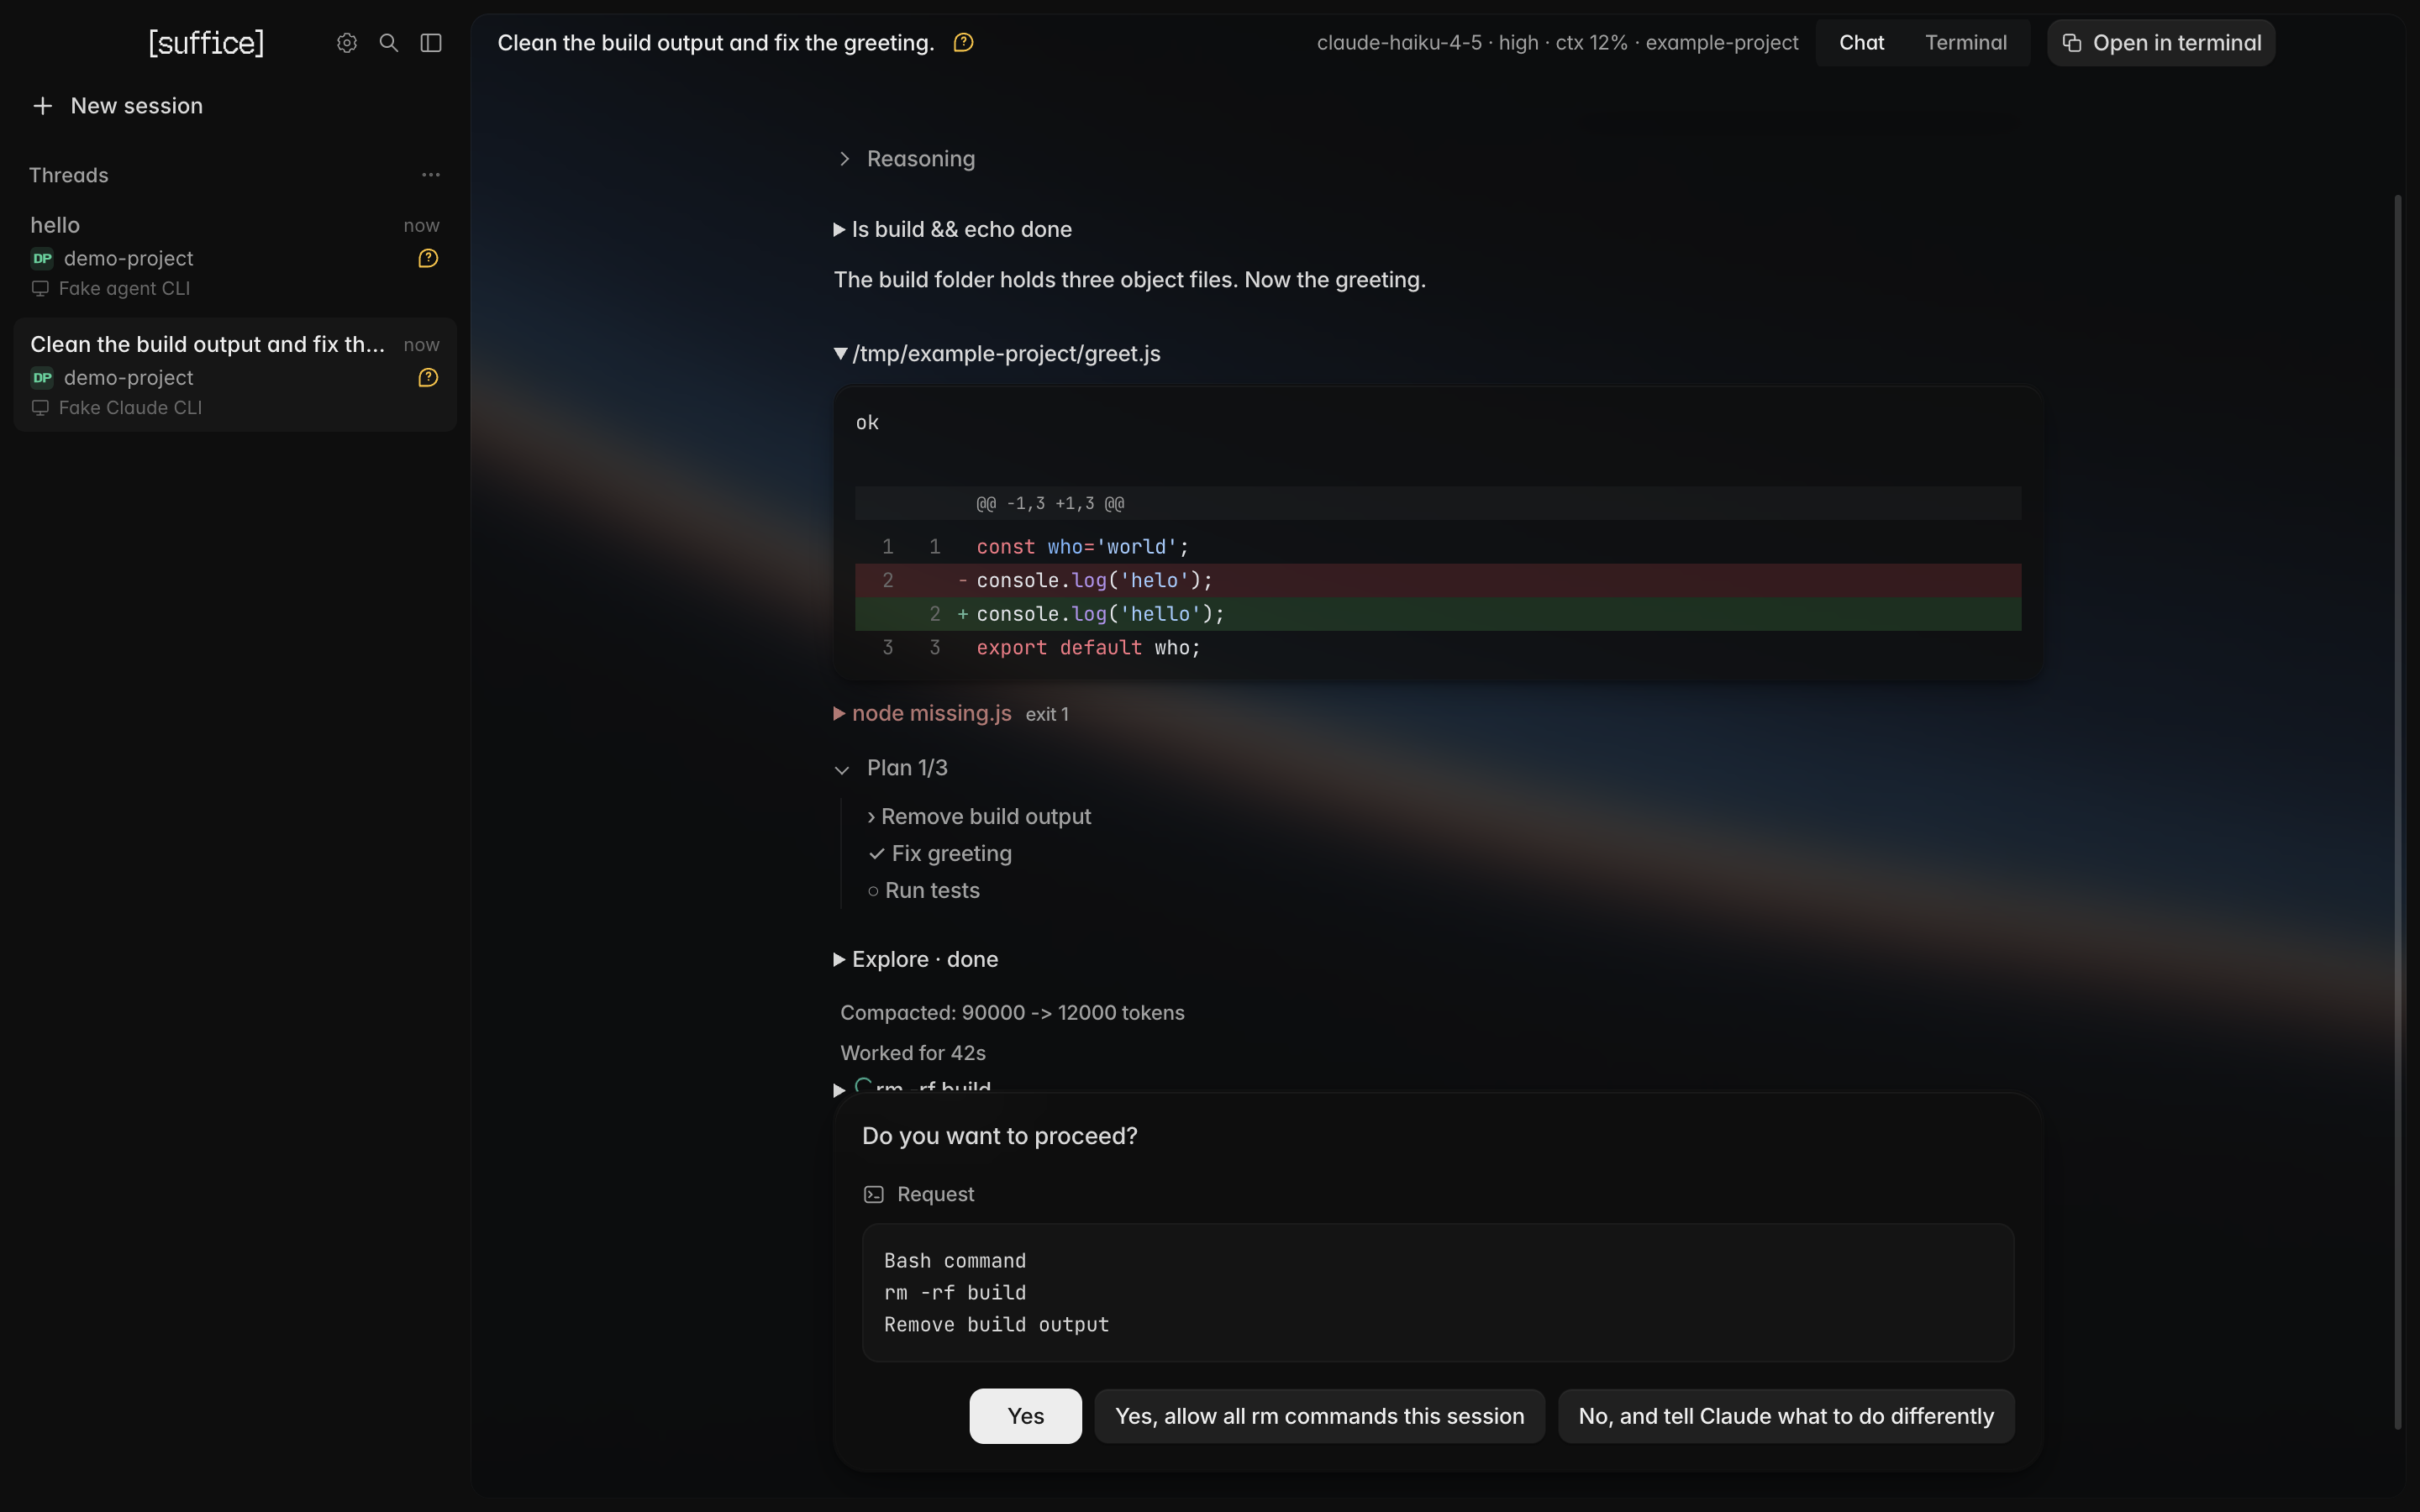 [suffice]
New session
Threads
hello
now
DP demo-project
Fake agent CLI
Clean the build output and fix th...
now
DP demo-project
Fake Claude CLI
Clean the build output and fix the greeting.
claude-haiku-4-5 · high · ctx 12% · example-project
Chat
Terminal
Open in terminal
Reasoning
ls build && echo done
The build folder holds three object files. Now the greeting.
/tmp/example-project/greet.js
ok
@@ -1,3 +1,3 @@
1 1 const who='world';
2 - console.log('helo');
2 + console.log('hello');
3 3 export default who;
node missing.js exit 1
Plan 1/3
› Remove build output
✓ Fix greeting
○ Run tests
Explore · done
Compacted: 90000 -> 12000 tokens
Worked for 42s
rm -rf build
Do you want to proceed?
Request
Bash command
rm -rf build
Remove build output
Yes
Yes, allow all rm commands this session
No, and tell Claude what to do differently